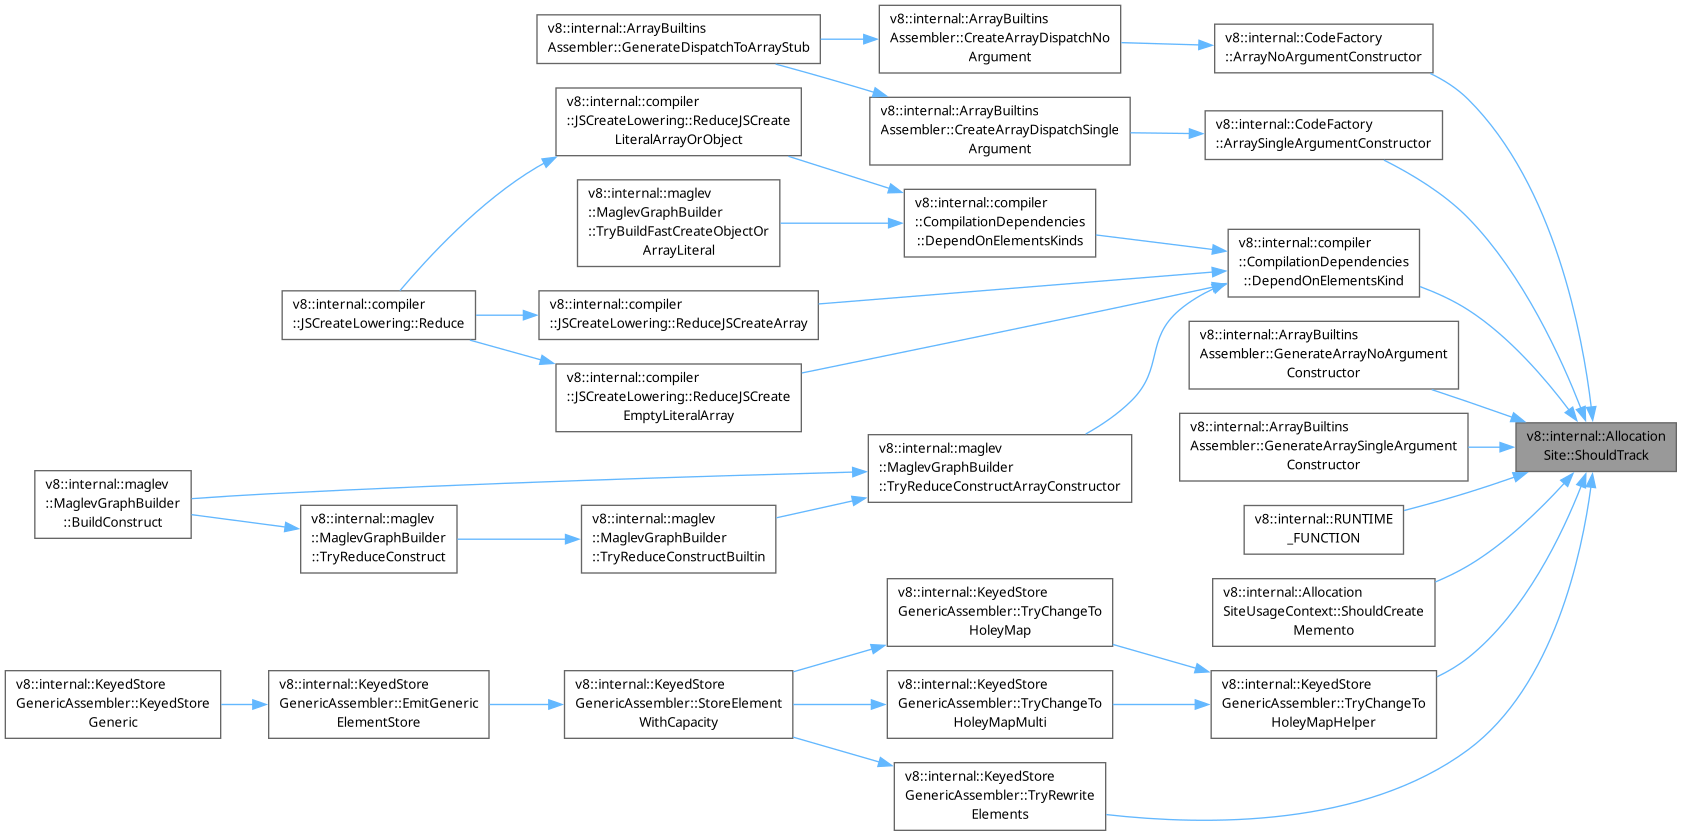 v8::internal::ArrayBuiltins
Assembler::GenerateDispatchToArrayStub
v8::internal::ArrayBuiltins
Assembler::CreateArrayDispatchNo
Argument
v8::internal::CodeFactory
::ArrayNoArgumentConstructor
v8::internal::compiler
::JSCreateLowering::ReduceJSCreate
LiteralArrayOrObject
v8::internal::ArrayBuiltins
Assembler::CreateArrayDispatchSingle
Argument
v8::internal::CodeFactory
::ArraySingleArgumentConstructor
v8::internal::maglev
::MaglevGraphBuilder
::TryBuildFastCreateObjectOr
ArrayLiteral
v8::internal::compiler
::CompilationDependencies
::DependOnElementsKinds
v8::internal::compiler
::CompilationDependencies
::DependOnElementsKind
v8::internal::compiler
::JSCreateLowering::Reduce
v8::internal::compiler
::JSCreateLowering::ReduceJSCreateArray
v8::internal::ArrayBuiltins
Assembler::GenerateArrayNoArgument
Constructor
v8::internal::compiler
::JSCreateLowering::ReduceJSCreate
EmptyLiteralArray
v8::internal::ArrayBuiltins
Assembler::GenerateArraySingleArgument
Constructor
v8::internal::Allocation
Site::ShouldTrack
v8::internal::maglev
::MaglevGraphBuilder
::TryReduceConstructArrayConstructor
v8::internal::maglev
::MaglevGraphBuilder
::BuildConstruct
v8::internal::maglev
::MaglevGraphBuilder
::TryReduceConstruct
v8::internal::maglev
::MaglevGraphBuilder
::TryReduceConstructBuiltin
v8::internal::RUNTIME
_FUNCTION
v8::internal::KeyedStore
GenericAssembler::TryChangeTo
HoleyMap
v8::internal::Allocation
SiteUsageContext::ShouldCreate
Memento
v8::internal::KeyedStore
GenericAssembler::KeyedStore
Generic
v8::internal::KeyedStore
GenericAssembler::EmitGeneric
ElementStore
v8::internal::KeyedStore
GenericAssembler::StoreElement
WithCapacity
v8::internal::KeyedStore
GenericAssembler::TryChangeTo
HoleyMapMulti
v8::internal::KeyedStore
GenericAssembler::TryChangeTo
HoleyMapHelper
v8::internal::KeyedStore
GenericAssembler::TryRewrite
Elements